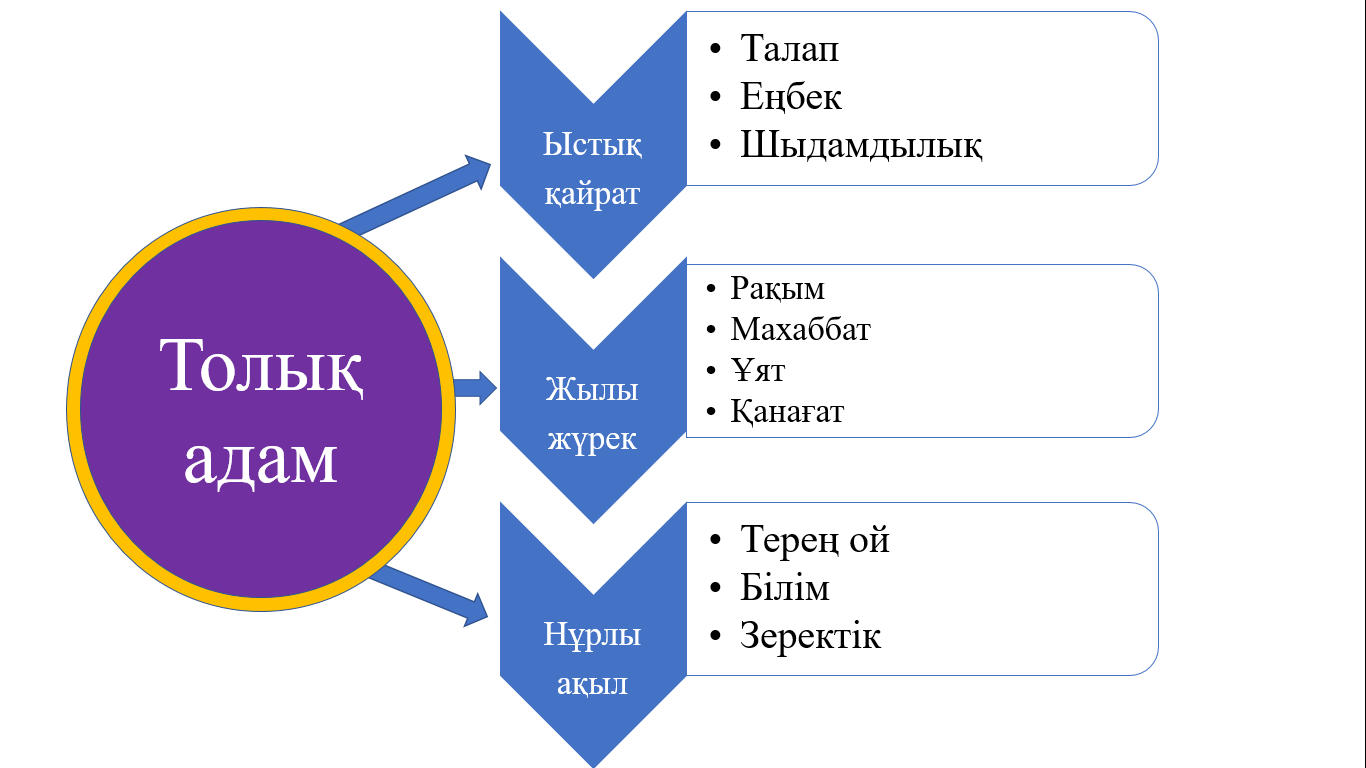 Толық
адам
Ыстық
қайрат
• Талап
• Еңбек
• Шыдамдылық
Жылы
жүрек
• Рақым
• Махаббат
• Ұят
• Қанағат
Нұрлы
ақыл
• Терең ой
• Білім
• Зеректік